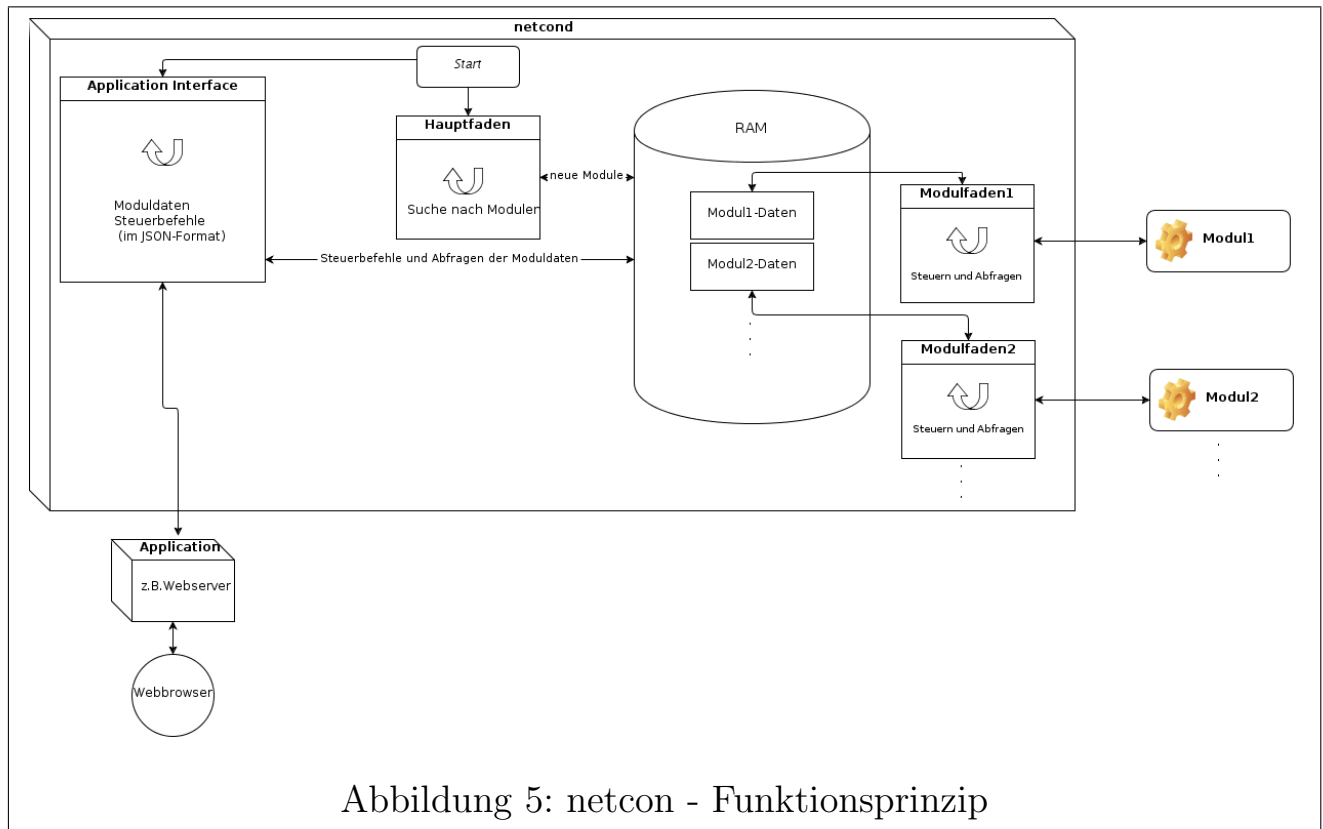 netcond
Start
Application Interface
Moduldaten
Steuerbefehle
(im JSON-Format)
Hauptfaden
Suche nach Modulen
neue Module
Steuerbefehle und Abfragen der Moduldaten
RAM
Modul1-Daten
Modul2-Daten
Modulfaden1
Steuern und Abfragen
Modul1
Modulfaden2
Steuern und Abfragen
Modul2
Application
z.B.Webserver
Webbrowser
Abbildung 5: netcon - Funktionsprinzip